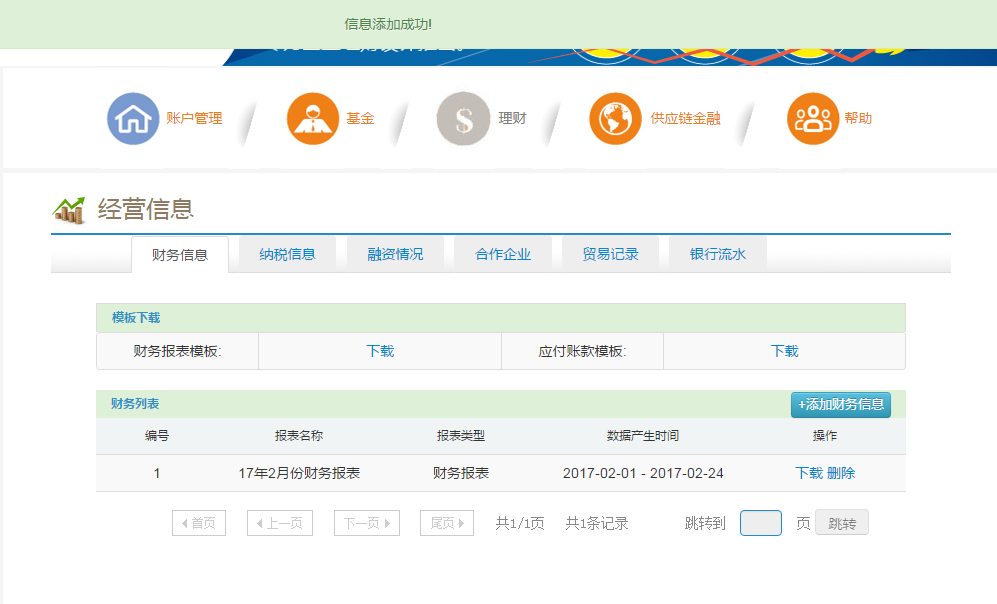 信息添加成功!
账户管理 基金 理财 供应链金融 帮助
经营信息
财务信息 纳税信息 融资情况 合作企业 贸易记录 银行流水
模板下载
财务报表模板: 下载 应付账款模板: 下载
财务列表 +添加财务信息
编号 报表名称 报表类型 数据产生时间 操作
1 17年2月份财务报表 财务报表 2017-02-01 - 2017-02-24 下载 删除
首页 上一页 下一页 尾页 共1/1页 共1条记录 跳转到 页 跳转